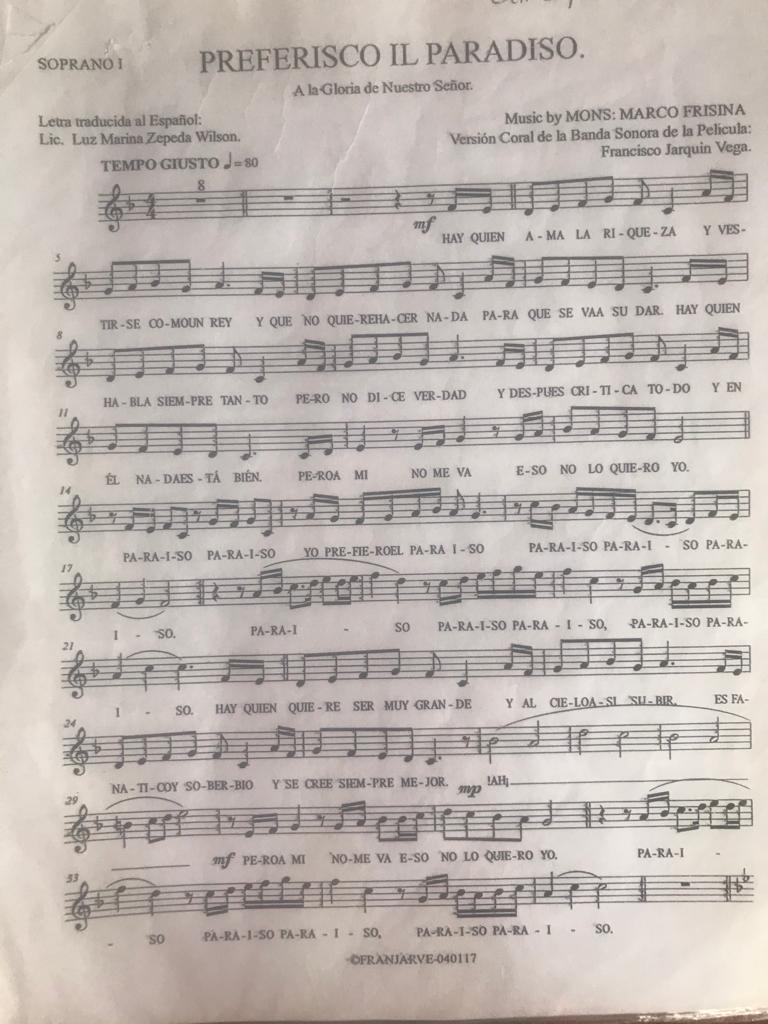 SOPRANO I
PREFERISCO IL PARADISO.
A la Gloria de Nuestro Señor.
Letra traducida al Español:
Lic. Luz Marina Zepeda Wilson.
Music by MONS: MARCO FRISINA
Versión Coral de la Banda Sonora de la Pelicula:
Francisco Jarquin Vega.
TEMPO GIUSTO ♩= 80
8
4/4
mf
HAY QUIEN A - MA LA RI - QUE - ZA Y VES-
5
TIR - SE CO-MOUN REY Y QUE NO QUIE-REHA-CER NA-DA PA-RA QUE SE VAA SU DAR. HAY QUIEN
8
HA - BLA SIEM-PRE TAN - TO PE-RO NO DI - CE VER-DAD Y DES-PUES CRI - TI - CA TO - DO Y EN
11
ÉL NA - DAES - TÁ BIÉN. PE-ROA MI NO ME VA E-SO NO LO QUIE-RO YO.
14
PA-RA-I-SO PA-RA-I-SO YO PRE-FIE-ROEL PA-RA I-SO PA-RA-I-SO PA-RA-I - SO PA-RA-
17
I - SO. PA-RA-I - SO PA-RA-I-SO PA-RA - I - SO, PA-RA-I-SO PA-RA-
21
I - SO. HAY QUIEN QUIE - RE SER MUY GRAN-DE Y AL CIE-LOA-SI SU-BIR. ES FA-
24
NA - TI-COY SO-BER-BIO Y SE CREE SIEM-PRE ME-JOR. mp !AH¡
29
mf PE-ROA MI NO-ME VA E-SO NO LO QUIE-RO YO. PA-RA-I -
33
- SO PA-RA-I-SO PA-RA - I - SO, PA-RA-I-SO PA-RA - I - SO.
©FRANJARVE-040117